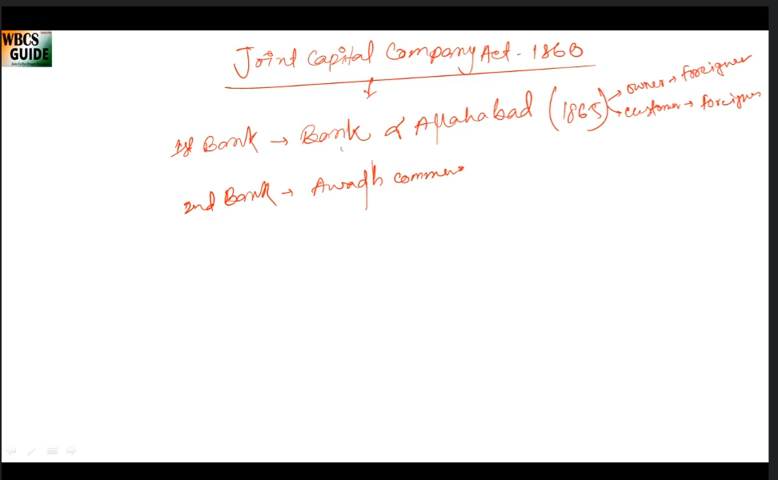 WBCS
GUIDE
Joint Capital Company Act - 1860
1st Bank → Bank of Allahabad (1865) → owner → foreigner
→ customer → foreigner
2nd Bank → Awadh commer